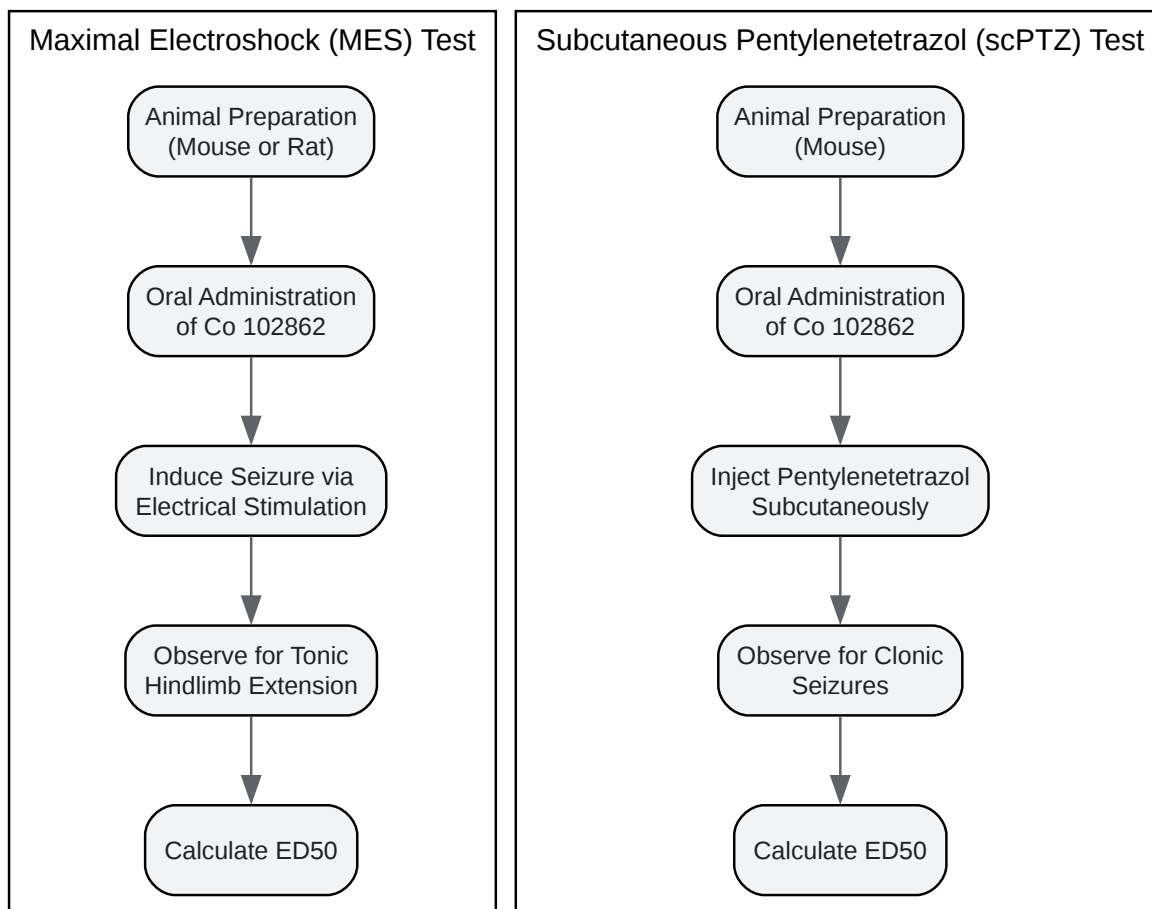 Maximal Electroshock (MES) Test
Animal Preparation
(Mouse or Rat)
Oral Administration
of Co 102862
Induce Seizure via
Electrical Stimulation
Observe for Tonic
Hindlimb Extension
Calculate ED50
Subcutaneous Pentylenetetrazol (scPTZ) Test
Animal Preparation
(Mouse)
Oral Administration
of Co 102862
Inject Pentylenetetrazol
Subcutaneously
Observe for Clonic
Seizures
Calculate ED50